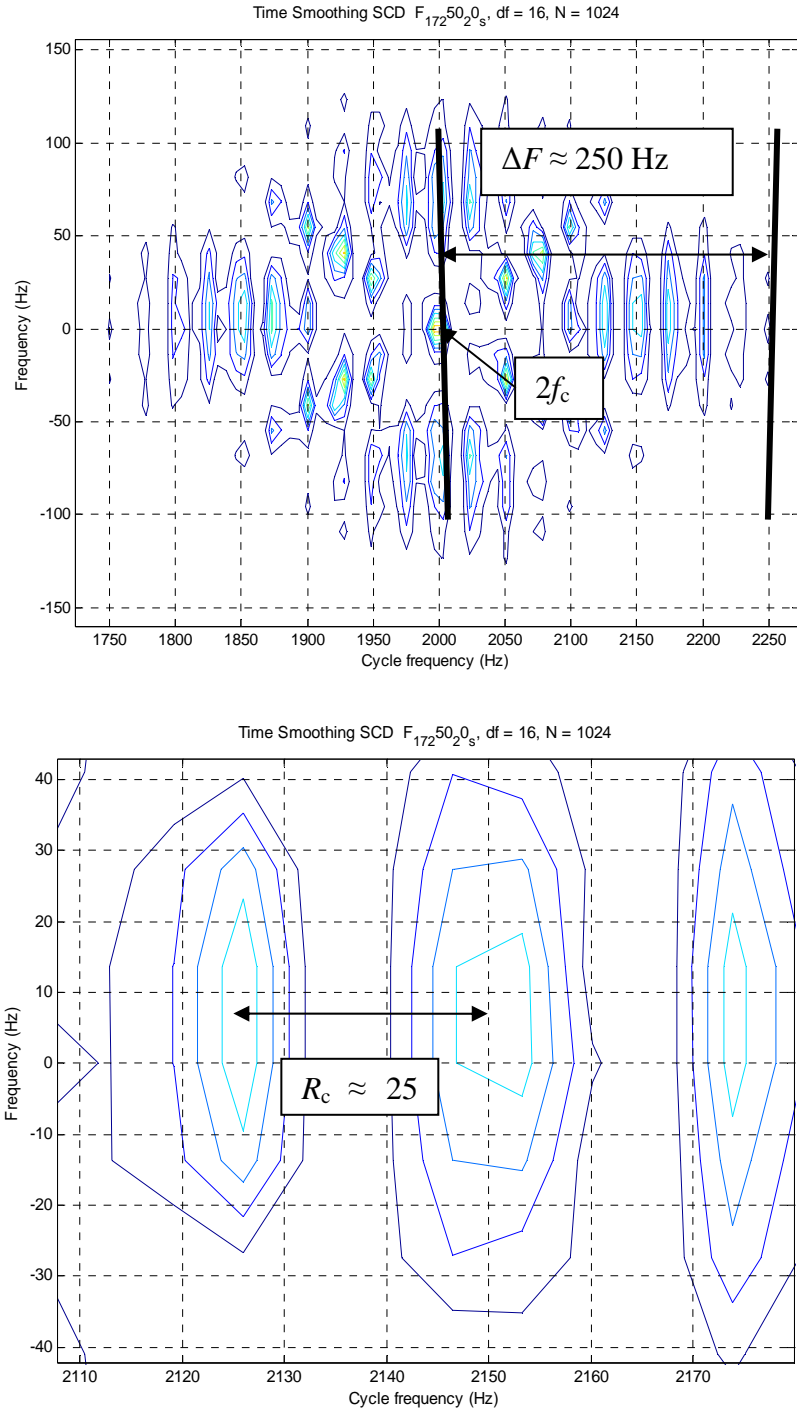 Time Smoothing SCD F₁₇₂50₂0ₛ, df = 16, N = 1024
150
100
50
0
-50
-100
-150
Frequency (Hz)
ΔF ≈ 250 Hz
2f_c
1750 1800 1850 1900 1950 2000 2050 2100 2150 2200 2250
Cycle frequency (Hz)
Time Smoothing SCD F₁₇₂50₂0ₛ, df = 16, N = 1024
40
30
20
10
0
-10
-20
-30
-40
Frequency (Hz)
R_c ≈ 25
2110 2120 2130 2140 2150 2160 2170
Cycle frequency (Hz)